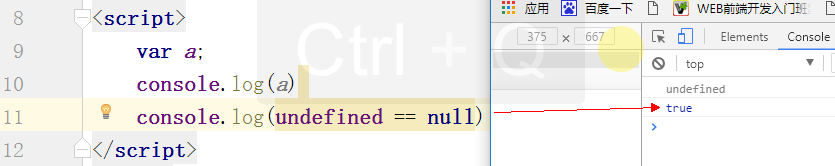 应用
百度一下
WEB前端开发入门班
8 <script>
9 var a;
10 console.log(a)
11 console.log(undefined == null)
12 </script>
Ctrl + Q
375 × 667
Elements
Console
top
undefined
true